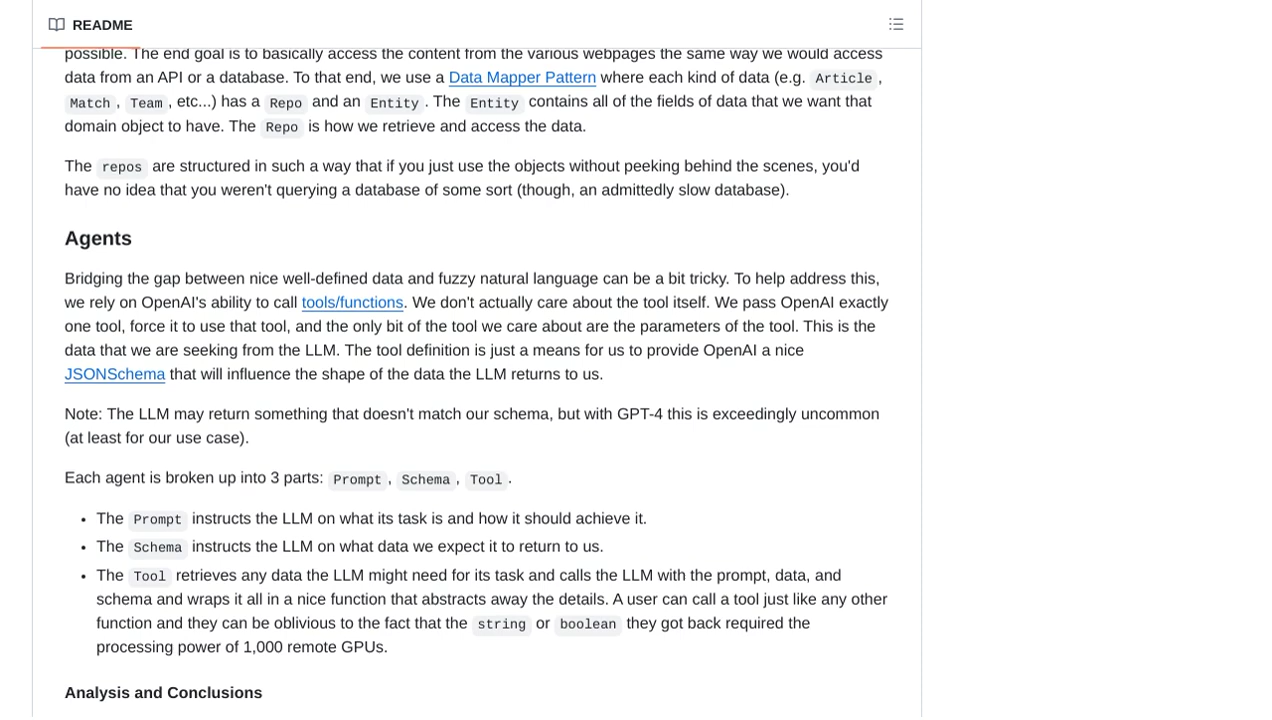 README
possible. The end goal is to basically access the content from the various webpages the same way we would access
data from an API or a database. To that end, we use a Data Mapper Pattern where each kind of data (e.g. Article ,
Match , Team , etc...) has a Repo and an Entity . The Entity contains all of the fields of data that we want that
domain object to have. The Repo is how we retrieve and access the data.
The repos are structured in such a way that if you just use the objects without peeking behind the scenes, you'd
have no idea that you weren't querying a database of some sort (though, an admittedly slow database).
Agents
Bridging the gap between nice well-defined data and fuzzy natural language can be a bit tricky. To help address this,
we rely on OpenAI's ability to call tools/functions. We don't actually care about the tool itself. We pass OpenAI exactly
one tool, force it to use that tool, and the only bit of the tool we care about are the parameters of the tool. This is the
data that we are seeking from the LLM. The tool definition is just a means for us to provide OpenAI a nice
JSONSchema that will influence the shape of the data the LLM returns to us.
Note: The LLM may return something that doesn't match our schema, but with GPT-4 this is exceedingly uncommon
(at least for our use case).
Each agent is broken up into 3 parts: Prompt , Schema , Tool .
• The Prompt instructs the LLM on what its task is and how it should achieve it.
• The Schema instructs the LLM on what data we expect it to return to us.
• The Tool retrieves any data the LLM might need for its task and calls the LLM with the prompt, data, and
schema and wraps it all in a nice function that abstracts away the details. A user can call a tool just like any other
function and they can be oblivious to the fact that the string or boolean they got back required the
processing power of 1,000 remote GPUs.
Analysis and Conclusions